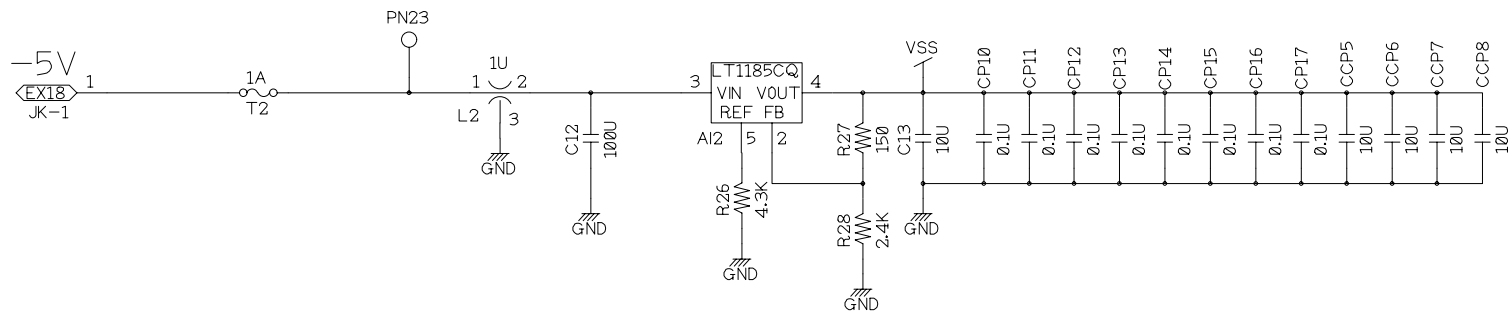 PN23
-5V
1
EX18
JK-1
1A
T2
1U
1 2
L2 3
GND
C12
100U
GND
LT1185CQ
3
4
VIN VOUT
REF FB
AI2 5 2
R26
4.3K
GND
R27
150
R28
2.4K
GND
VSS
C13
10U
GND
CP10
0.1U
CP11
0.1U
CP12
0.1U
CP13
0.1U
CP14
0.1U
CP15
0.1U
CP16
0.1U
CP17
0.1U
CCP5
10U
CCP6
10U
CCP7
10U
CCP8
10U